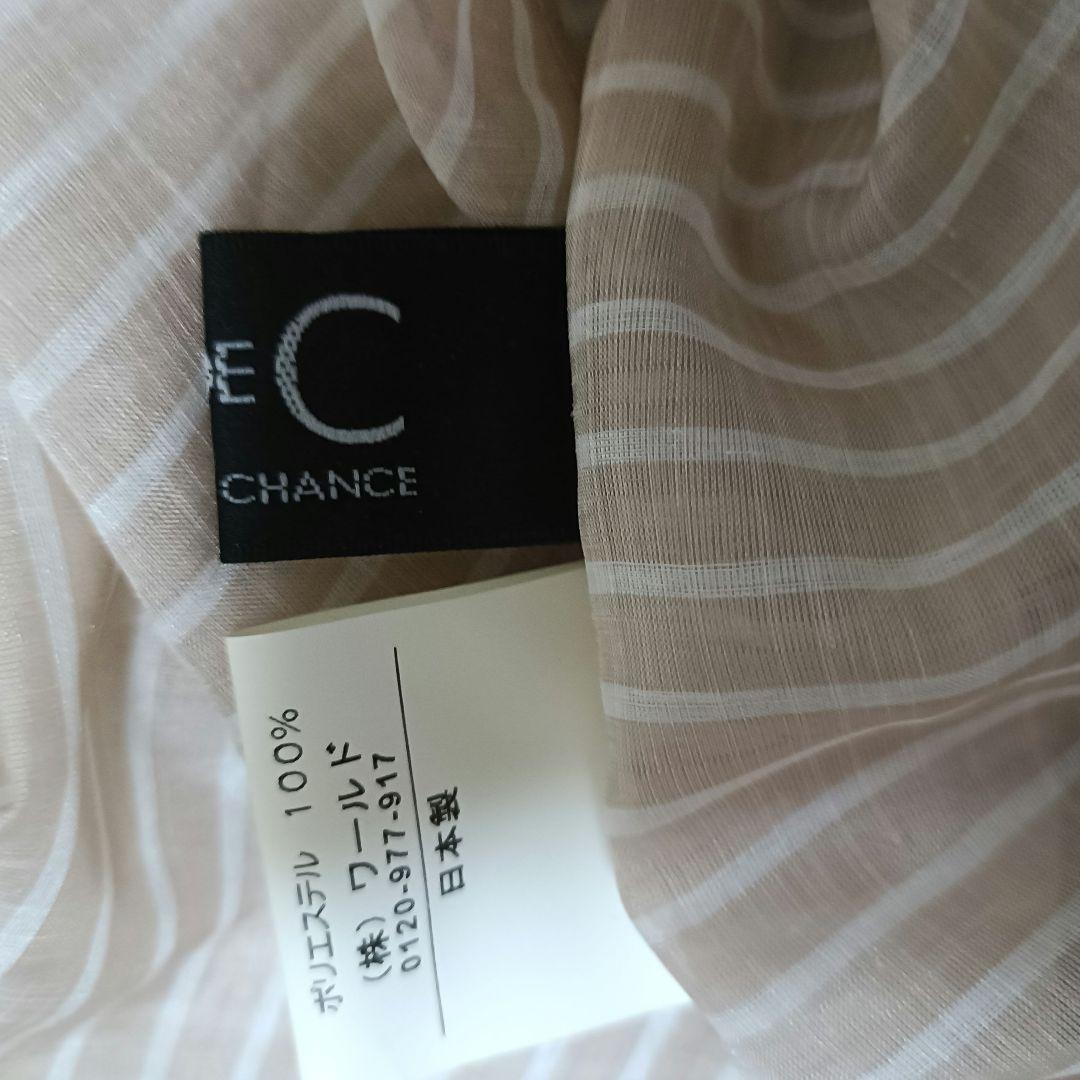 E
C
CHANCE
ポリエステル 100%
(株) ワールド
0120-977-917
日本製